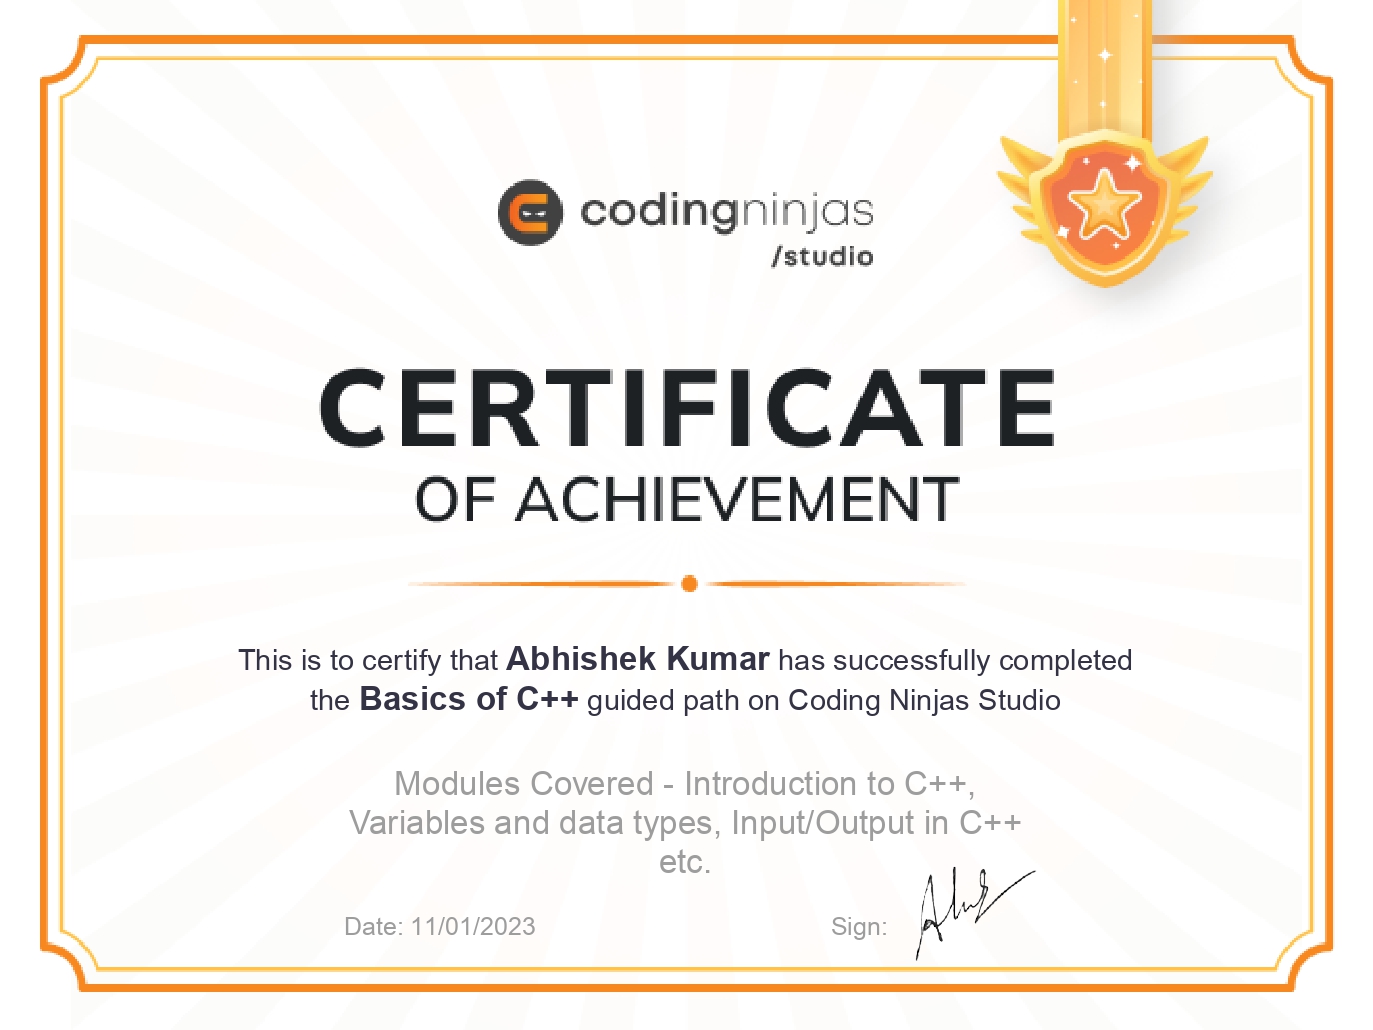 codingninjas
/studio
CERTIFICATE
OF ACHIEVEMENT
This is to certify that Abhishek Kumar has successfully completed
the Basics of C++ guided path on Coding Ninjas Studio
Modules Covered - Introduction to C++,
Variables and data types, Input/Output in C++
etc.
Date: 11/01/2023
Sign: